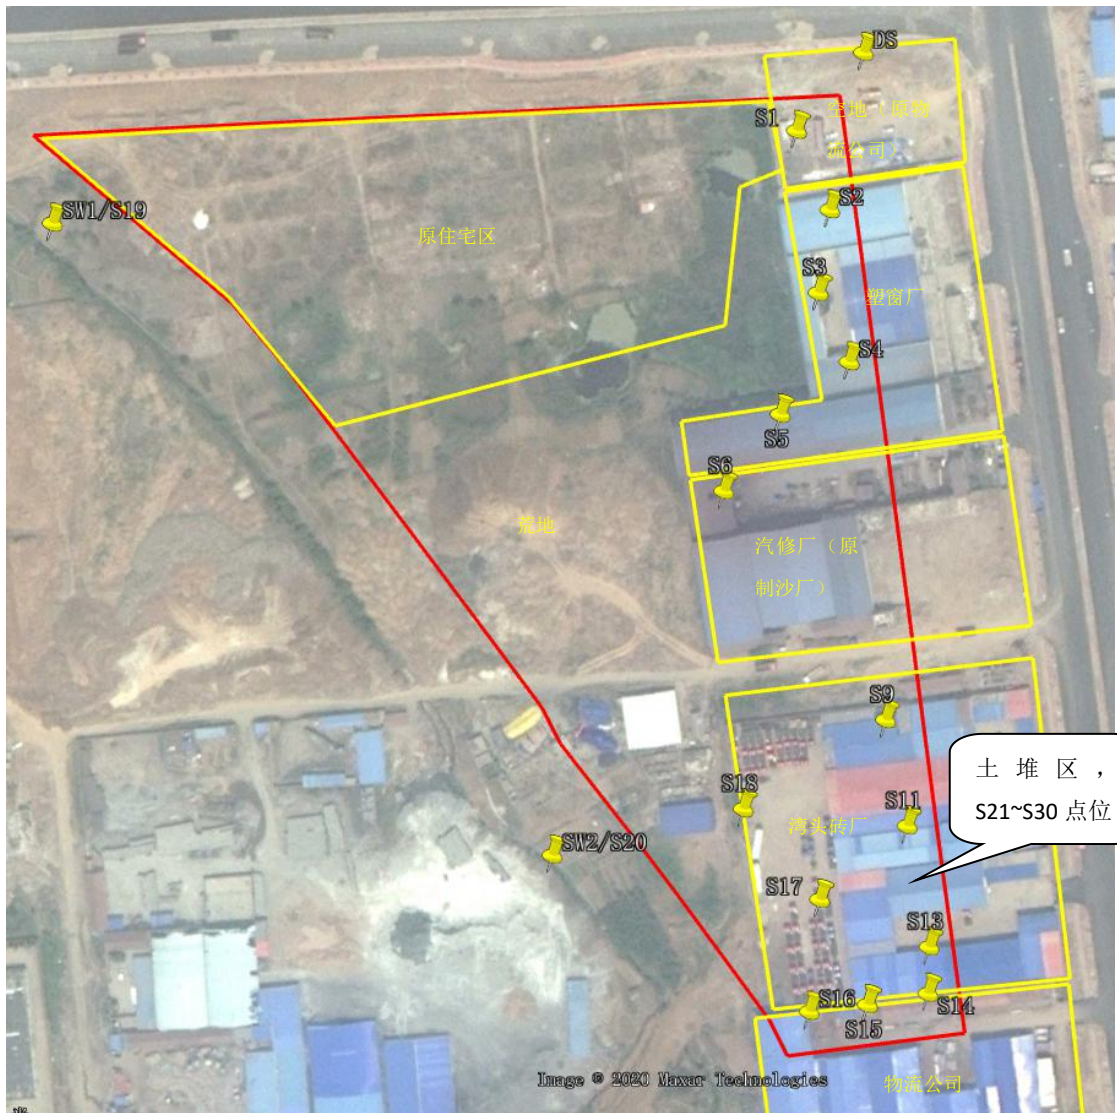 DS
S1
空地（原物
流公司）
SW1/S19
S2
原住宅区
S3
塑窗厂
S4
S5
S6
荒地
汽修厂（原
制沙厂）
S9
土堆区，
S21~S30 点位
S18
S11
湾头砖厂
SW2/S20
S17
S13
S16
S14
S15
Image © 2020 Maxar Technologies
物流公司